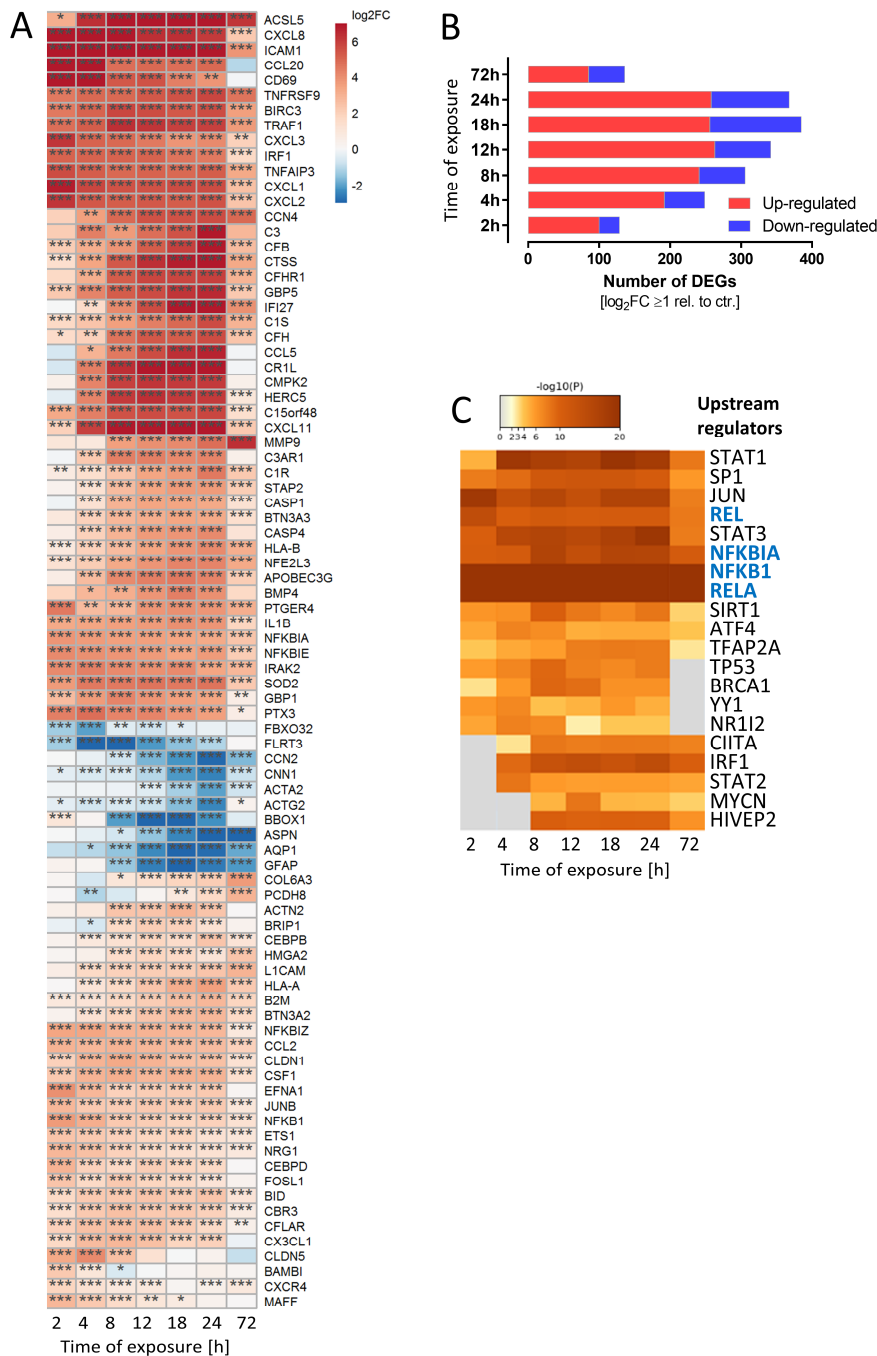 A
log2FC
6
4
2
0
-2
* *** *** *** *** *** *** ACSL5
*** *** *** *** *** *** *** CXCL8
*** *** *** *** *** *** *** ICAM1
*** *** *** *** *** *** CCL20
*** *** *** *** *** ** CD69
*** *** *** *** *** *** *** TNFRSF9
*** *** *** *** *** *** *** BIRC3
*** *** *** *** *** *** *** TRAF1
*** *** *** *** *** *** ** CXCL3
*** *** *** *** *** *** *** IRF1
*** *** *** *** *** *** *** TNFAIP3
*** *** *** *** *** *** *** CXCL1
*** *** *** *** *** *** *** CXCL2
** *** *** *** *** *** CCN4
*** ** *** *** *** C3
*** *** *** *** *** *** *** CFB
*** *** *** *** *** *** *** CTSS
*** *** *** *** *** *** CFHR1
*** *** *** *** *** *** *** GBP5
** *** *** *** *** *** IFI27
*** *** *** *** *** *** *** C1S
* ** *** *** *** *** *** CFH
* *** *** *** *** CCL5
*** *** *** *** *** CR1L
*** *** *** *** *** CMPK2
*** *** *** *** *** *** HERC5
*** *** *** *** *** *** *** C15orf48
*** *** *** *** *** *** *** CXCL11
*** *** *** *** *** MMP9
*** *** *** *** *** C3AR1
** *** *** *** *** *** *** C1R
*** *** *** *** *** *** STAP2
*** *** *** *** *** *** CASP1
*** *** *** *** *** *** BTN3A3
*** *** *** *** *** CASP4
*** *** *** *** *** *** *** HLA-B
*** *** *** *** *** *** *** NFE2L3
*** *** *** *** *** *** APOBEC3G
* ** *** *** *** *** BMP4
*** ** *** *** *** *** *** PTGER4
*** *** *** *** *** *** *** IL1B
*** *** *** *** *** *** *** NFKBIA
*** *** *** *** *** *** *** NFKBIE
*** *** *** *** *** *** *** IRAK2
*** *** *** *** *** *** *** SOD2
*** *** *** *** *** *** ** GBP1
*** *** *** *** *** *** * PTX3
*** *** ** *** * FBXO32
*** *** *** *** *** *** FLRT3
*** *** *** *** *** CCN2
* *** *** *** *** *** *** CNN1
*** *** *** *** ACTA2
* *** *** *** *** *** * ACTG2
*** *** *** *** *** BBOX1
* *** *** *** *** ASPN
* *** *** *** *** *** AQP1
*** *** *** *** *** GFAP
* *** *** *** *** COL6A3
** ** *** *** PCDH8
*** *** *** *** ACTN2
* *** *** *** *** BRIP1
*** *** *** *** *** *** CEBPB
*** *** *** *** *** HMGA2
*** *** *** *** *** *** L1CAM
*** *** *** *** *** *** HLA-A
*** *** *** *** *** *** *** B2M
*** *** *** *** *** *** BTN3A2
*** *** *** *** *** *** *** NFKBIZ
*** *** *** *** *** *** *** CCL2
*** *** *** *** *** *** *** CLDN1
*** *** *** *** *** *** *** CSF1
*** *** *** *** *** *** EFNA1
*** *** *** *** *** *** *** JUNB
*** *** *** *** *** *** *** NFKB1
*** *** *** *** *** *** *** ETS1
*** *** *** *** *** *** *** NRG1
*** *** *** *** *** *** CEBPD
*** *** *** *** *** *** FOSL1
*** *** *** *** *** *** *** BID
*** *** *** *** *** *** *** CBR3
*** *** *** *** *** *** ** CFLAR
*** *** *** *** *** *** CX3CL1
*** *** *** CLDN5
*** *** * BAMBI
*** *** *** *** *** *** CXCR4
*** *** *** ** * MAFF
2 4 8 12 18 24 72
Time of exposure [h]
B
Time of exposure
72h
24h
18h
12h
8h
4h
2h
Up-regulated
Down-regulated
0 100 200 300 400
Number of DEGs
[log2FC ≥1 rel. to ctr.]
C
-log10(P)
0 2 3 4 6 10 20
Upstream
regulators
STAT1
SP1
JUN
REL
STAT3
NFKBIA
NFKB1
RELA
SIRT1
ATF4
TFAP2A
TP53
BRCA1
YY1
NR1I2
CIITA
IRF1
STAT2
MYCN
HIVEP2
2 4 8 12 18 24 72
Time of exposure [h]